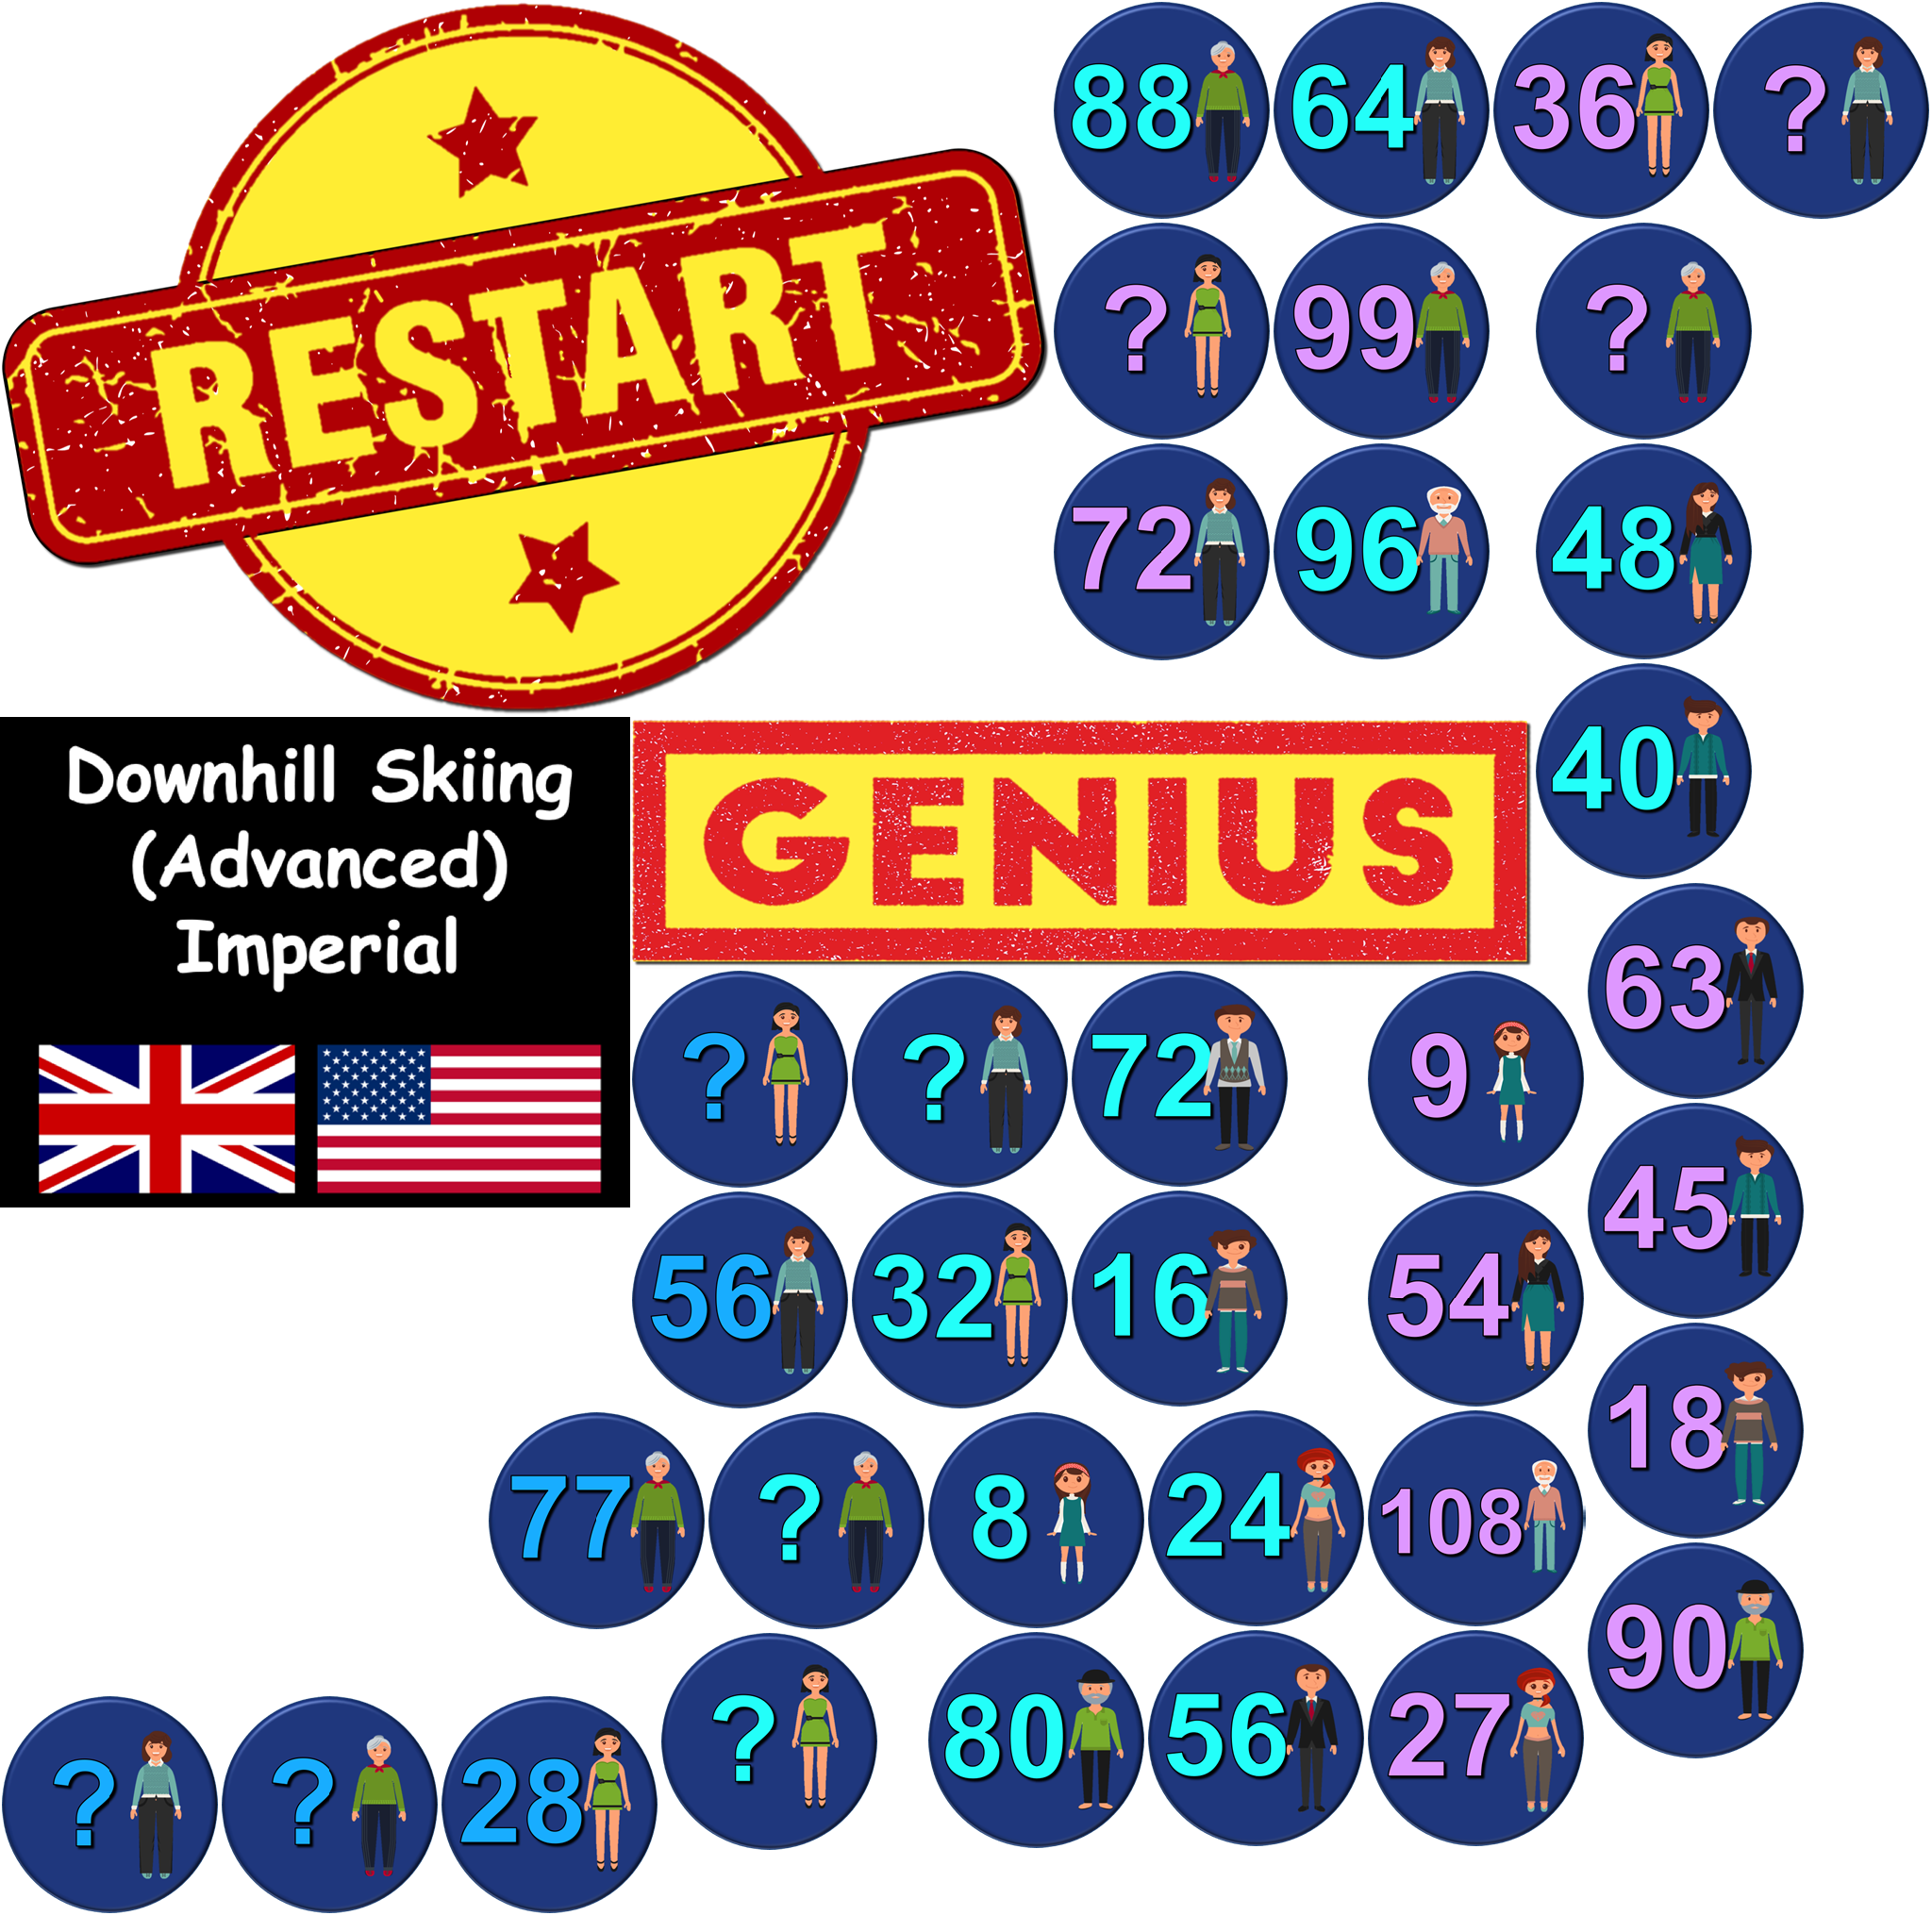 88 64 36 ?
RESTART
? 99 ?
72 96 48
Downhill Skiing
(Advanced)
Imperial
GENIUS
40
63
? ? 72 9
45
56 32 16 54
18
77 ? 8 24 108
90
? 80 56 27
? ? 28